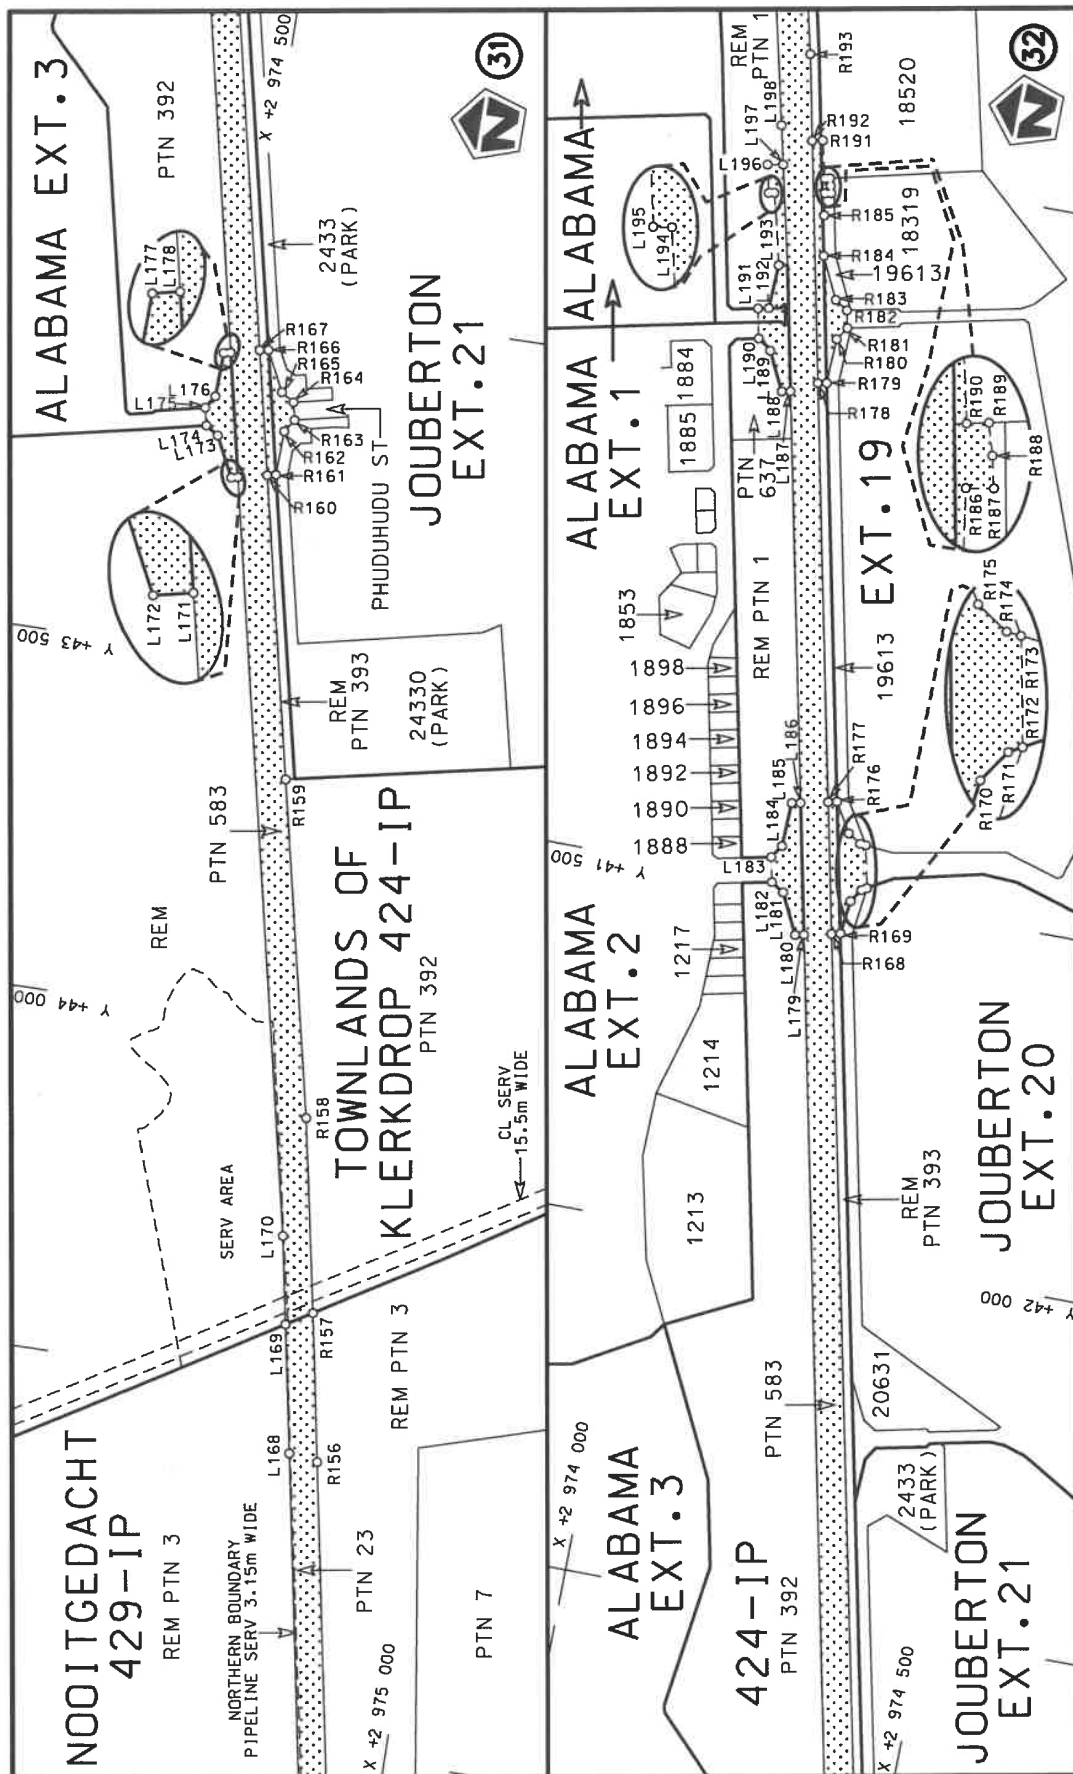 NOOITGEDACHT
429-IP
REM PTN 3
NORTHERN BOUNDARY
PIPELINE SERV 3.15m WIDE
PTN 23
X +2 975 000
PTN 7
REM PTN 3
L168
R156
L169
R157
L170
SERV AREA
R158
CL SERV
15.5m WIDE
REM
Y +44 000
TOWNLANDS OF
KLERKDROP 424-IP
PTN 392
PTN 583
R159
REM
PTN 393
24330
(PARK)
Y +43 500
L172
L171
L173
L174
L175
L176
L177
L178
R160
R161
R162
R163
R164
R165
R166
R167
PHUDUHUDU ST
JOUBERTON
EXT.21
2433
(PARK)
ALABAMA EXT.3
PTN 392
X +2 974 500
31
N
X +2 974 000
ALABAMA
EXT.3
424-IP
PTN 392
X +2 974 500
JOUBERTON
EXT.21
2433
(PARK)
PTN 583
20631
Y +42 000
1213
1214
1217
REM
PTN 393
JOUBERTON
EXT.20
ALABAMA
EXT.2
L179
L180
L181
L182
L183
L184
L185
L186
R168
R169
R170
R171
R172
R173
R174
R175
R176
R177
Y +41 500
1888
1890
1892
1894
1896
1898
1853
REM PTN 1
19613
EXT.19
PTN
637
1885
1884
ALABAMA
EXT.1
L187
L188
L189
L190
L191
L192
L193
L194
L195
L196
L197
L198
R178
R179
R180
R181
R182
R183
R184
R185
R186
R187
R188
R189
R190
R191
R192
R193
19613
18319
18520
ALABAMA
REM
PTN 1
32
N